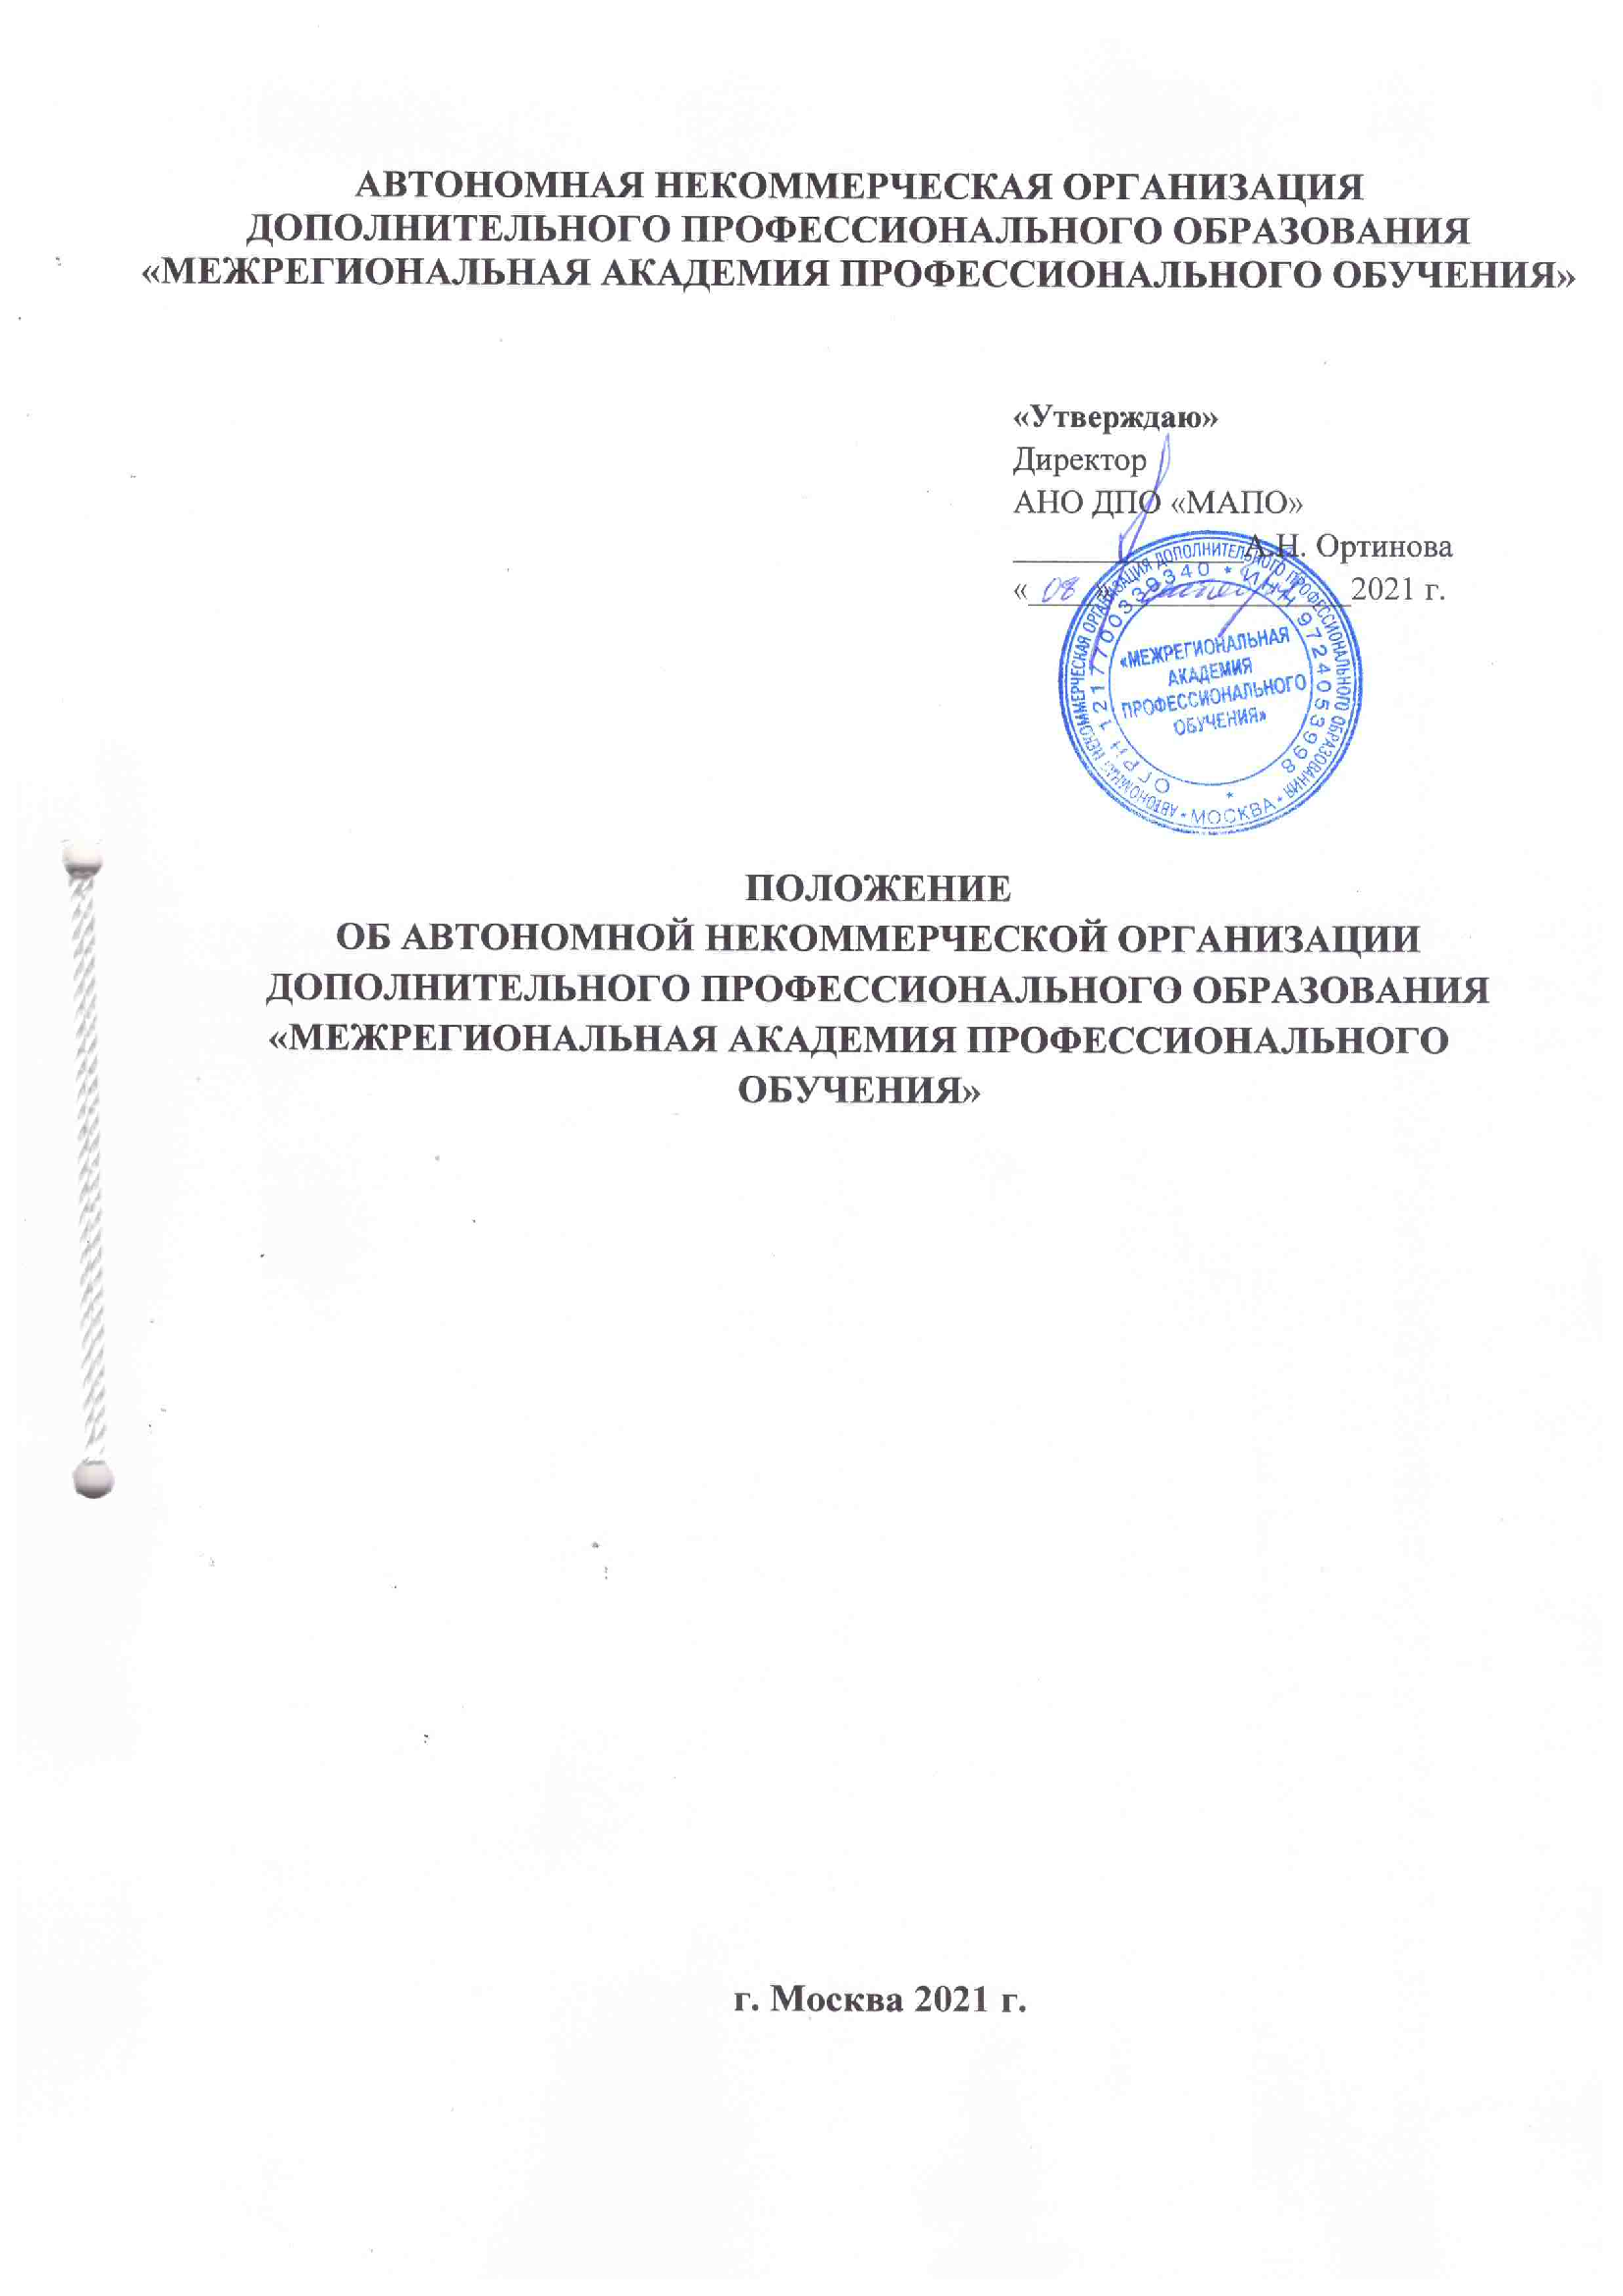 АВТОНОМНАЯ НЕКОММЕРЧЕСКАЯ ОРГАНИЗАЦИЯ
ДОПОЛНИТЕЛЬНОГО ПРОФЕССИОНАЛЬНОГО ОБРАЗОВАНИЯ
«МЕЖРЕГИОНАЛЬНАЯ АКАДЕМИЯ ПРОФЕССИОНАЛЬНОГО ОБУЧЕНИЯ»
«Утверждаю»
Директор
АНО ДПО «МАПО»
А.Н. Ортинова
«08» 2021 г.
АВТОНОМНАЯ НЕКОММЕРЧЕСКАЯ ОРГАНИЗАЦИЯ ДОПОЛНИТЕЛЬНОГО ПРОФЕССИОНАЛЬНОГО ОБРАЗОВАНИЯ * МОСКВА *
ОГРН 1217700339340 * ИНН 9724053998 *
«МЕЖРЕГИОНАЛЬНАЯ
АКАДЕМИЯ
ПРОФЕССИОНАЛЬНОГО
ОБУЧЕНИЯ»
ПОЛОЖЕНИЕ
ОБ АВТОНОМНОЙ НЕКОММЕРЧЕСКОЙ ОРГАНИЗАЦИИ
ДОПОЛНИТЕЛЬНОГО ПРОФЕССИОНАЛЬНОГО ОБРАЗОВАНИЯ
«МЕЖРЕГИОНАЛЬНАЯ АКАДЕМИЯ ПРОФЕССИОНАЛЬНОГО
ОБУЧЕНИЯ»
г. Москва 2021 г.